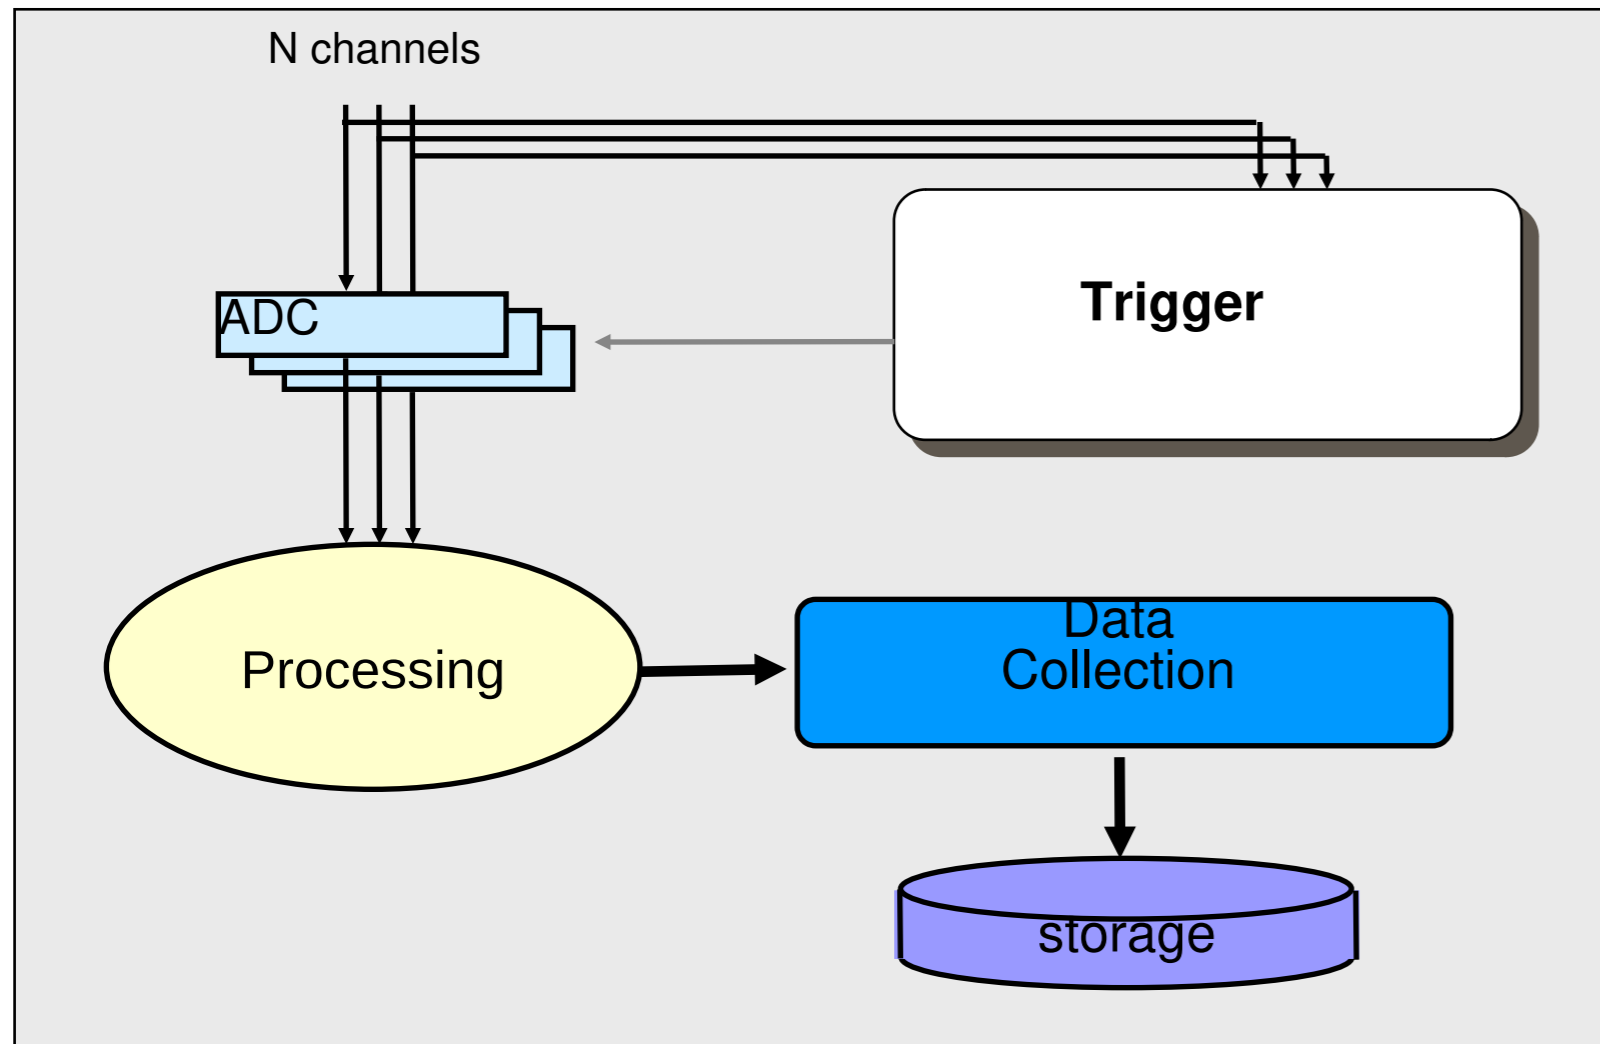 N channels
ADC
Trigger
Processing
Data
Collection
storage